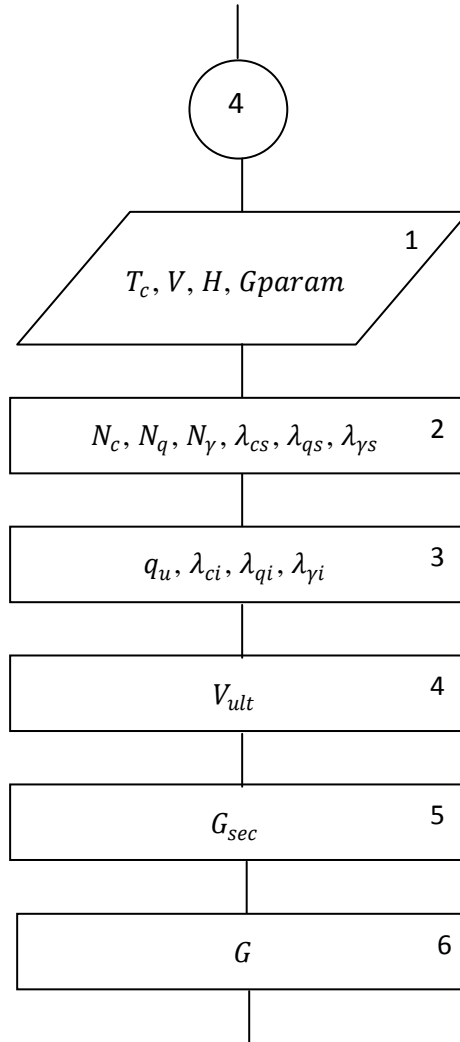 4
1
T_c, V, H, Gparam
N_c, N_q, N_γ, λ_cs, λ_qs, λ_γs 2
q_u, λ_ci, λ_qi, λ_γi 3
V_ult 4
G_sec 5
G 6